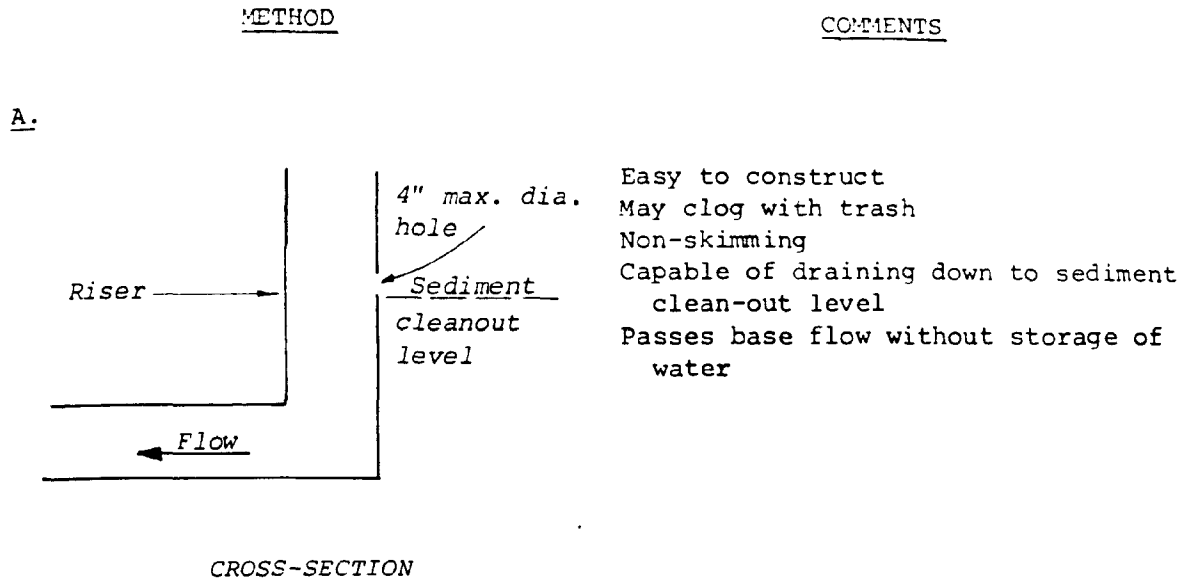 METHOD
COMMENTS
A.
4" max. dia.
hole
Riser
Sediment
cleanout
level
Flow
CROSS-SECTION
Easy to construct
May clog with trash
Non-skimming
Capable of draining down to sediment
clean-out level
Passes base flow without storage of
water